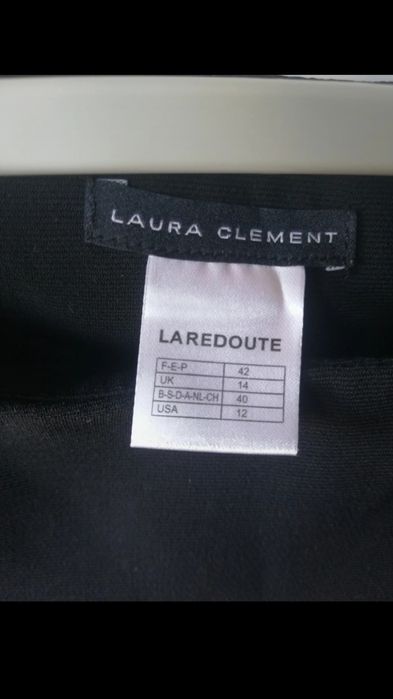 LAURA CLEMENT
LAREDOUTE
F-E-P 42
UK 14
B-S-D-A-NL-CH 40
USA 12